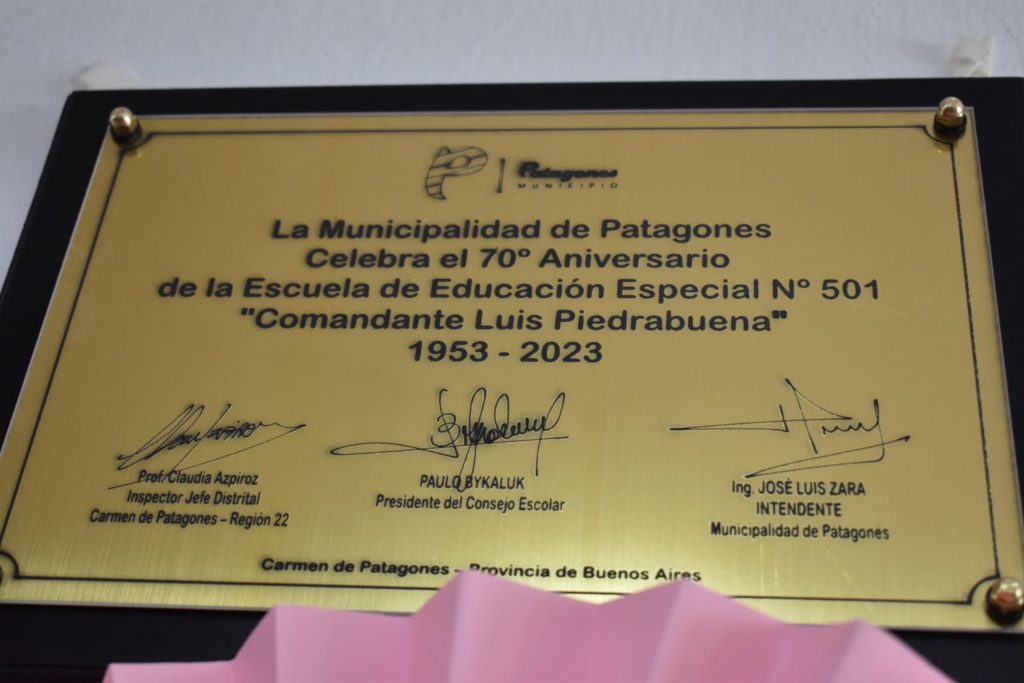 Patagones
MUNICIPIO
La Municipalidad de Patagones
Celebra el 70º Aniversario
de la Escuela de Educación Especial Nº 501
"Comandante Luis Piedrabuena"
1953 - 2023
Prof. Claudia Azpiroz
Inspector Jefe Distrital
Carmen de Patagones – Región 22
PAULO BYKALUK
Presidente del Consejo Escolar
Ing. JOSÉ LUIS ZARA
INTENDENTE
Municipalidad de Patagones
Carmen de Patagones – Provincia de Buenos Aires